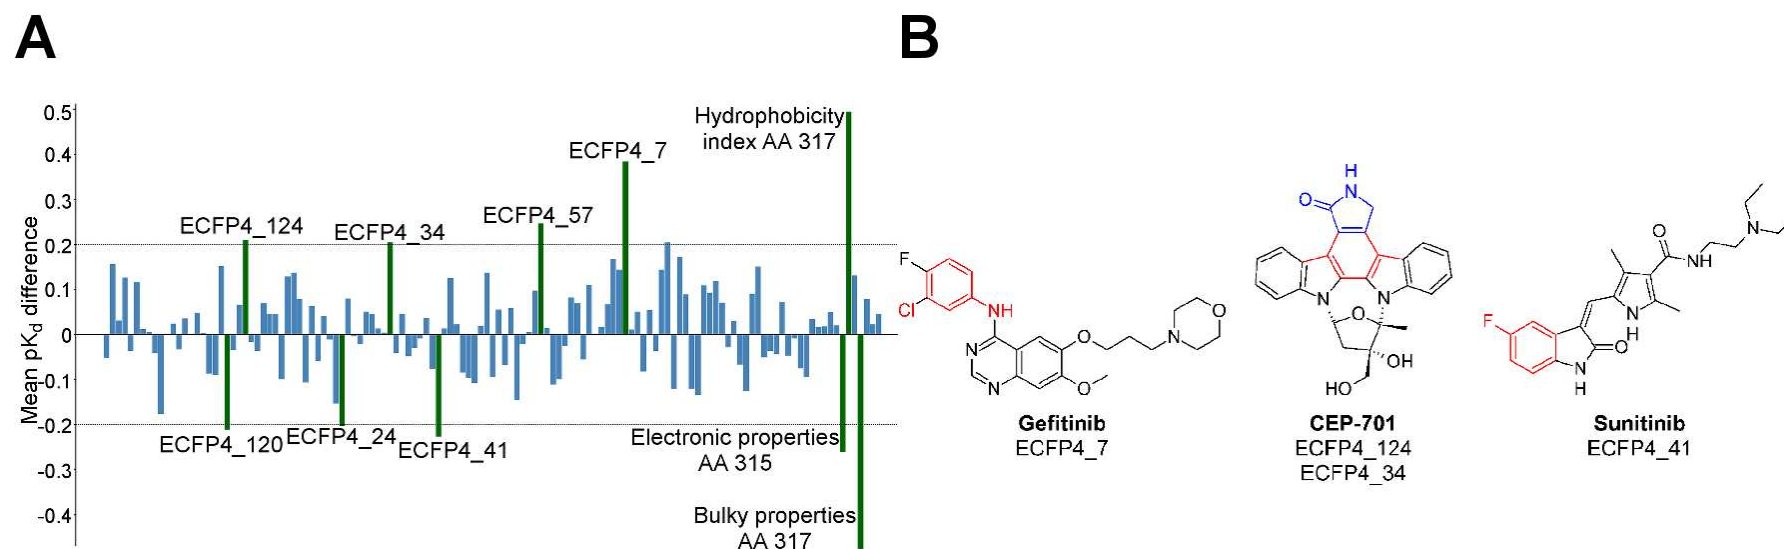 A
B
Mean pKd difference
0.5
0.4
0.3
0.2
0.1
0
-0.1
-0.2
-0.3
-0.4
Hydrophobicity
index AA 317
ECFP4_7
ECFP4_57
ECFP4_124
ECFP4_34
ECFP4_120
ECFP4_24
ECFP4_41
Electronic properties
AA 315
Bulky properties
AA 317
F
Cl
NH
N
N
O
O
N
O
Gefitinib
ECFP4_7
H
N
O
N
N
O
OH
HO
CEP-701
ECFP4_124
ECFP4_34
F
O
N
H
N
H
O
NH
N
Sunitinib
ECFP4_41